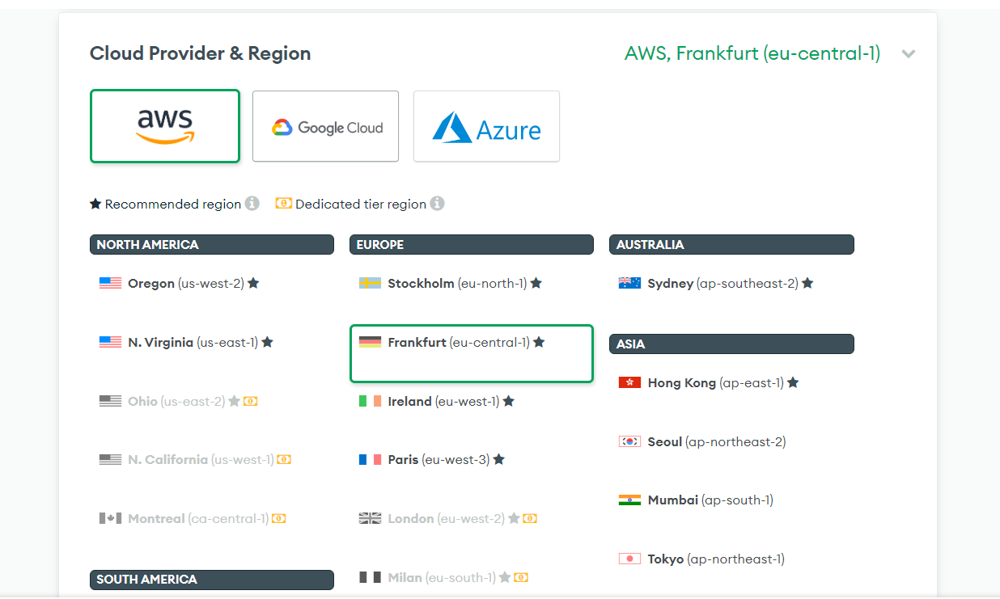 Cloud Provider & Region
AWS, Frankfurt (eu-central-1)
aws
Google Cloud
Azure
★ Recommended region
Dedicated tier region
NORTH AMERICA
Oregon (us-west-2) ★
N. Virginia (us-east-1) ★
Ohio (us-east-2) ★
N. California (us-west-1)
Montreal (ca-central-1)
SOUTH AMERICA
EUROPE
Stockholm (eu-north-1) ★
Frankfurt (eu-central-1) ★
Ireland (eu-west-1) ★
Paris (eu-west-3) ★
London (eu-west-2) ★
Milan (eu-south-1) ★
AUSTRALIA
Sydney (ap-southeast-2) ★
ASIA
Hong Kong (ap-east-1) ★
Seoul (ap-northeast-2)
Mumbai (ap-south-1)
Tokyo (ap-northeast-1)